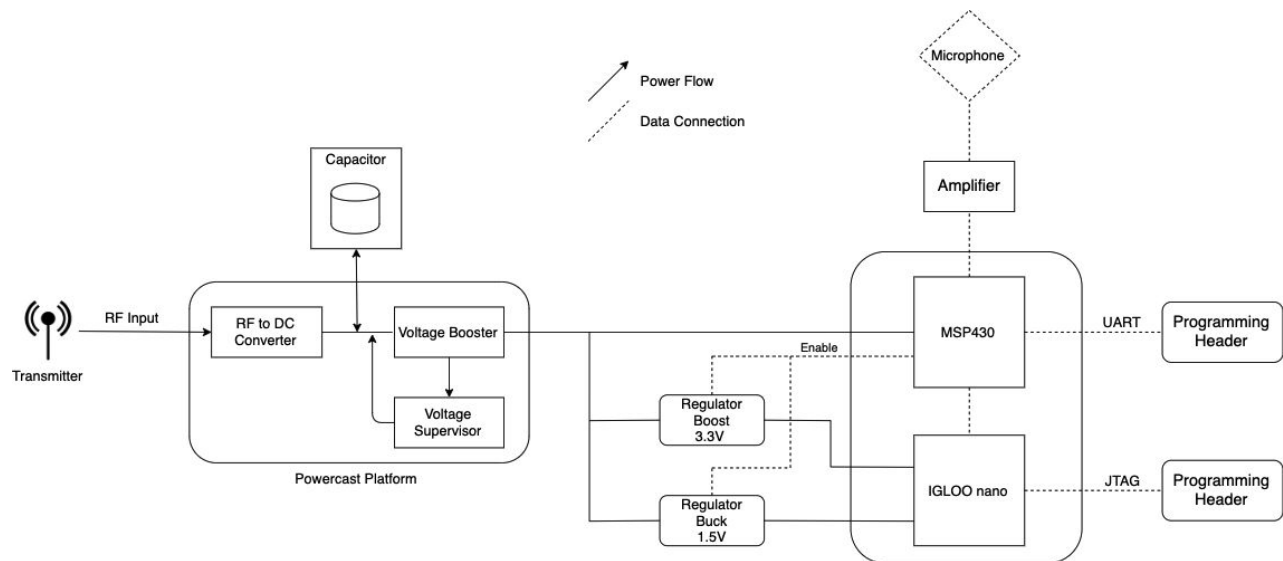 Microphone
Power Flow
Data Connection
Capacitor
Amplifier
RF Input
RF to DC
Converter
Voltage Booster
MSP430
UART
Programming
Header
Enable
Transmitter
Voltage
Supervisor
Regulator
Boost
3.3V
Powercast Platform
IGLOO nano
JTAG
Programming
Header
Regulator
Buck
1.5V